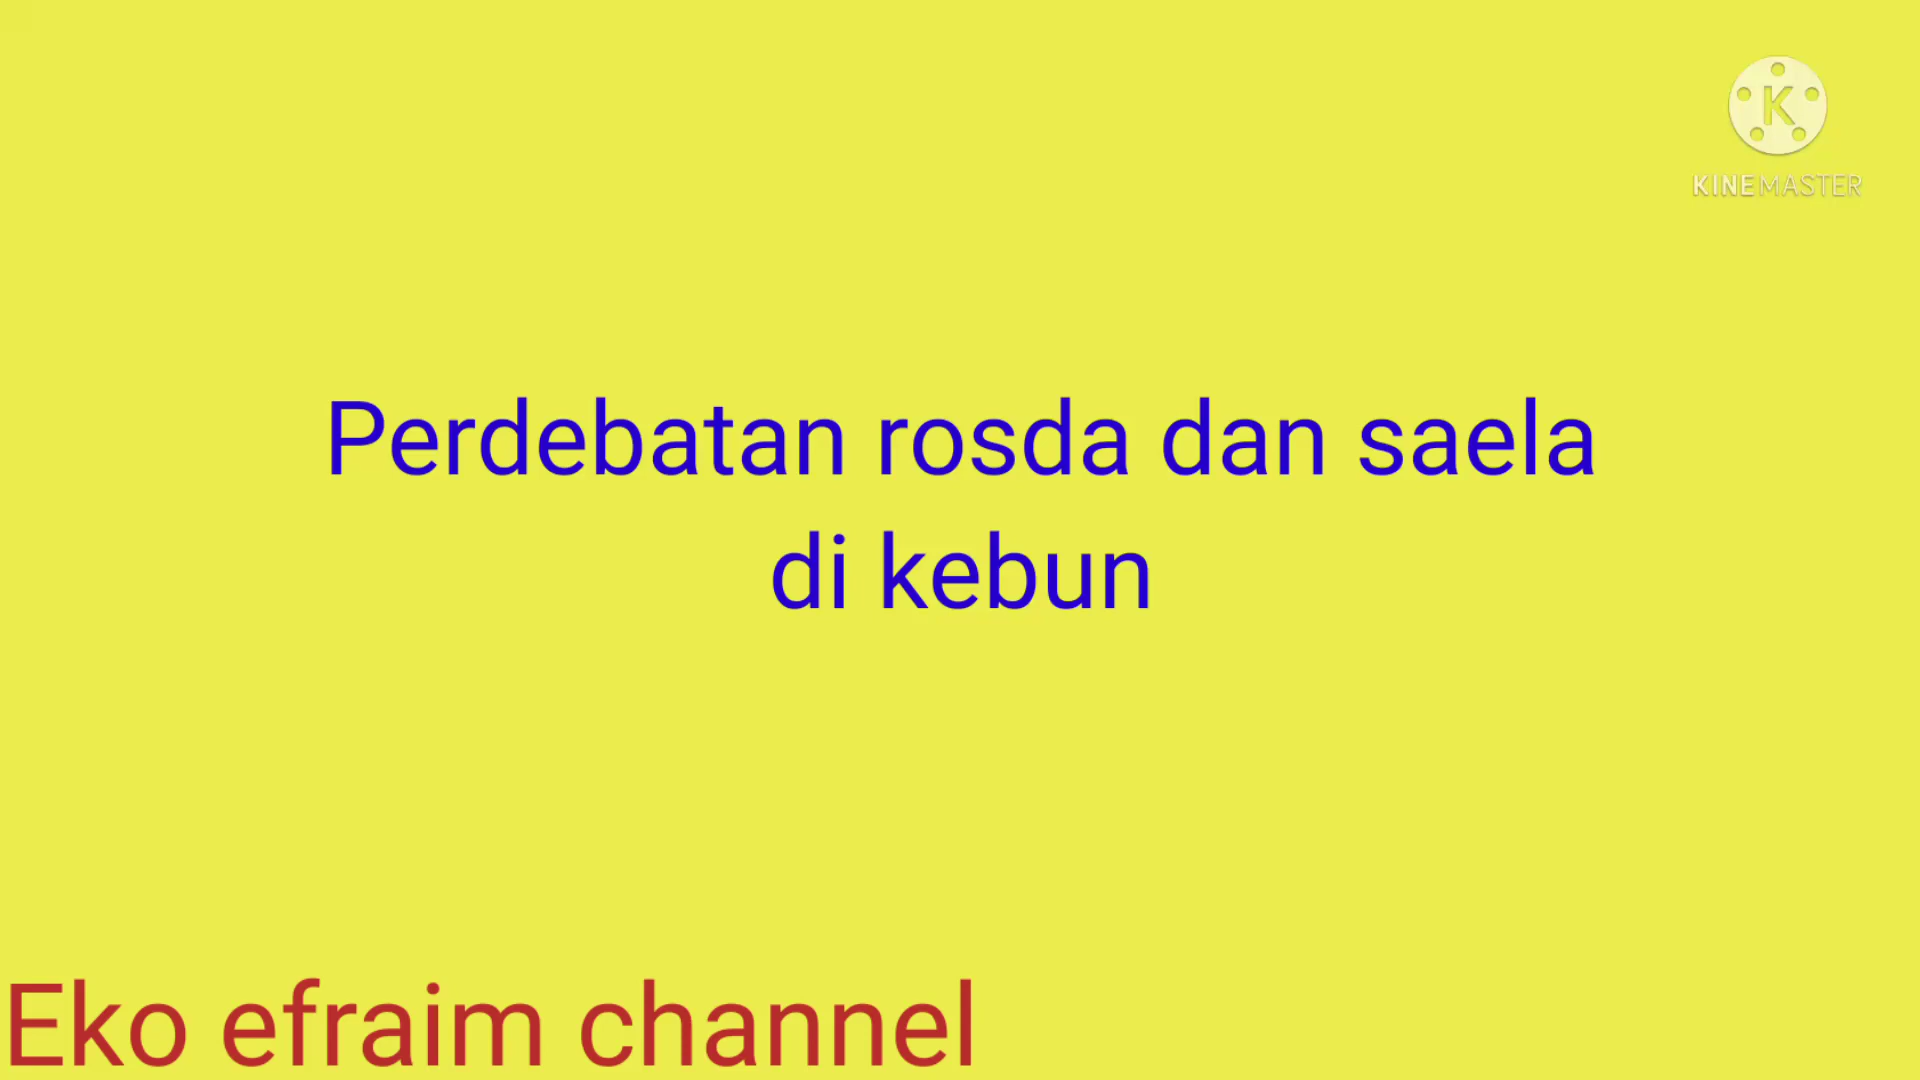 K
KINEMASTER
Perdebatan rosda dan saela
di kebun
Eko efraim channel